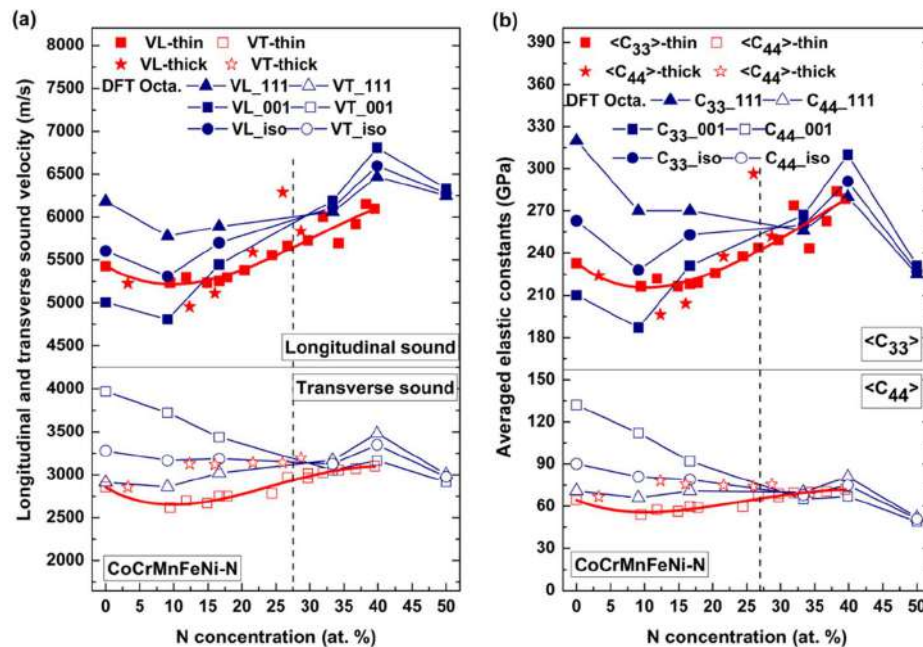 (a)
VL-thin VT-thin
VL-thick VT-thick
DFT Octa. VL_111 VT_111
VL_001 VT_001
VL_iso VT_iso
8000
7500
7000
6500
6000
5500
5000
4500
4000
3500
3000
2500
2000
Longitudinal and transverse sound velocity (m/s)
Longitudinal sound
Transverse sound
CoCrMnFeNi-N
0 5 10 15 20 25 30 35 40 45 50
N concentration (at. %)
(b)
<C33>-thin <C44>-thin
<C44>-thick <C44>-thick
DFT Octa. C33_111 C44_111
C33_001 C44_001
C33_iso C44_iso
390
360
330
300
270
240
210
180
150
120
90
60
30
0
Averaged elastic constants (GPa)
<C33>
<C44>
CoCrMnFeNi-N
0 5 10 15 20 25 30 35 40 45 50
N concentration (at. %)